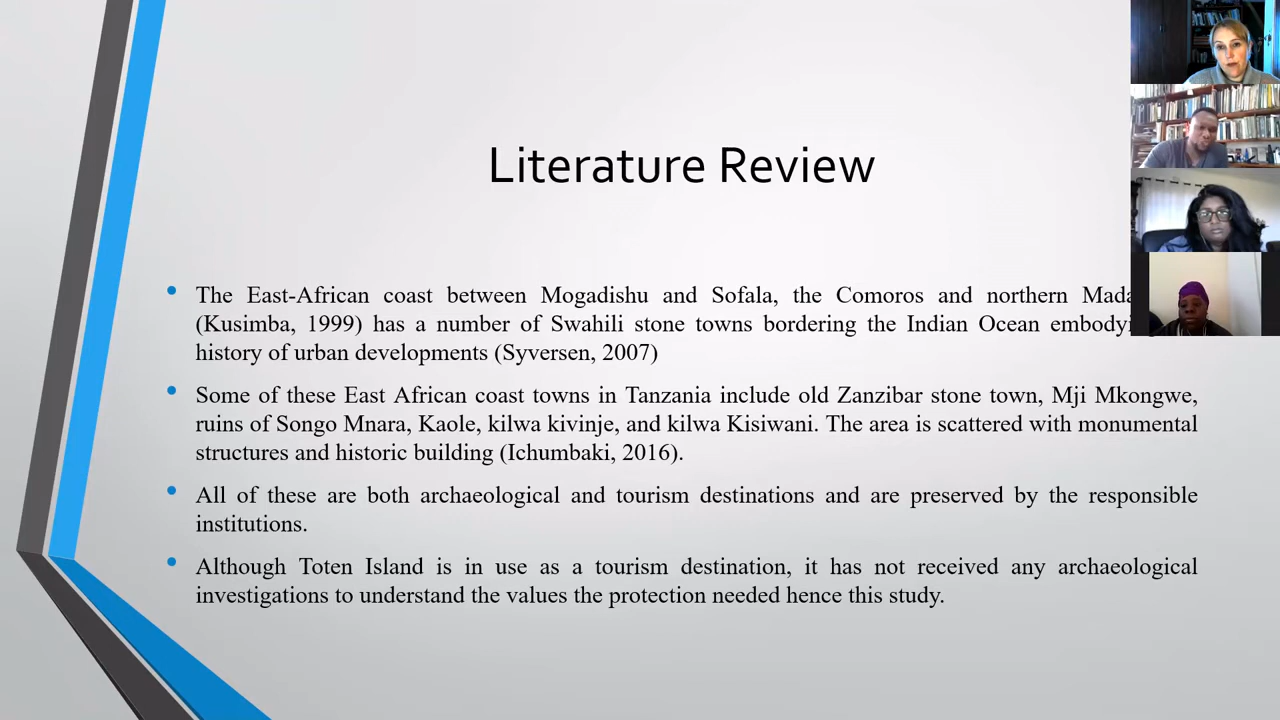 Literature Review
The East-African coast between Mogadishu and Sofala, the Comoros and northern
(Kusimba, 1999) has a number of Swahili stone towns bordering the Indian Ocean
history of urban developments (Syversen, 2007)
Some of these East African coast towns in Tanzania include old Zanzibar stone town, Mji Mkongwe,
ruins of Songo Mnara, Kaole, kilwa kivinje, and kilwa Kisiwani. The area is scattered with monumental
structures and historic building (Ichumbaki, 2016).
All of these are both archaeological and tourism destinations and are preserved by the responsible
institutions.
Although Toten Island is in use as a tourism destination, it has not received any archaeological
investigations to understand the values the protection needed hence this study.